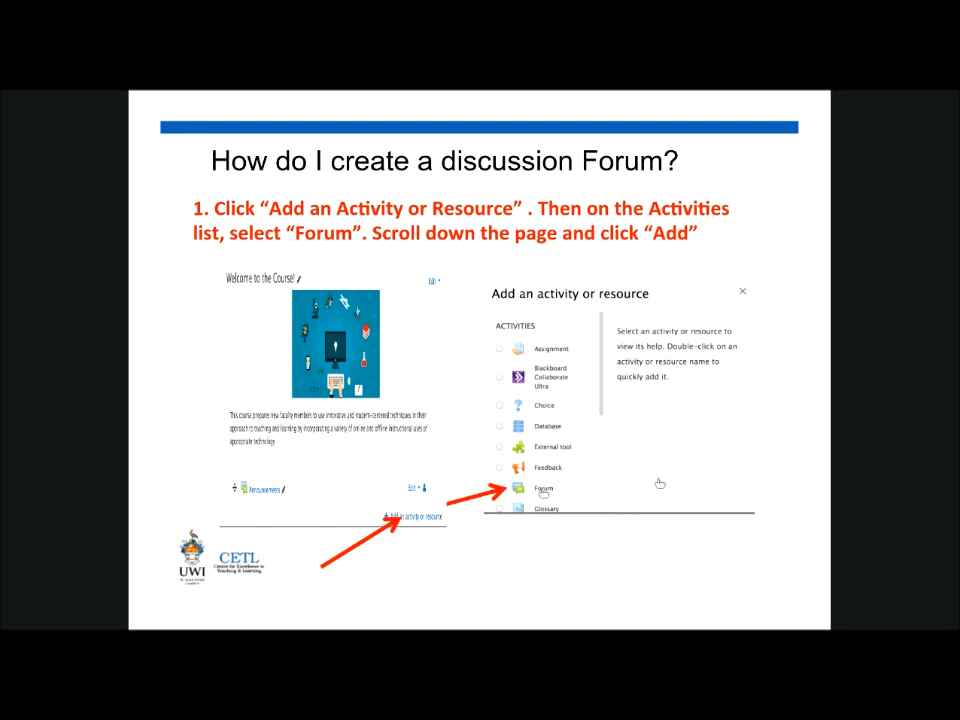 How do I create a discussion Forum?
1. Click “Add an Activity or Resource” . Then on the Activities
list, select “Forum”. Scroll down the page and click “Add”
Welcome to the Course!
Edit
This course prepares new faculty members to use innovative and student-centered techniques in their
approach to teaching and learning by incorporating a variety of online and offline instructional uses of
appropriate technology
Announcements
Edit
Add an activity or resource
Add an activity or resource
ACTIVITIES
Assignment
Blackboard
Collaborate
Ultra
Choice
Database
External tool
Feedback
Forum
Glossary
Select an activity or resource to
view its help. Double-click on an
activity or resource name to
quickly add it.
UWI
ST. AUGUSTINE
CAMPUS
CETL
Centre for Excellence in
Teaching & Learning